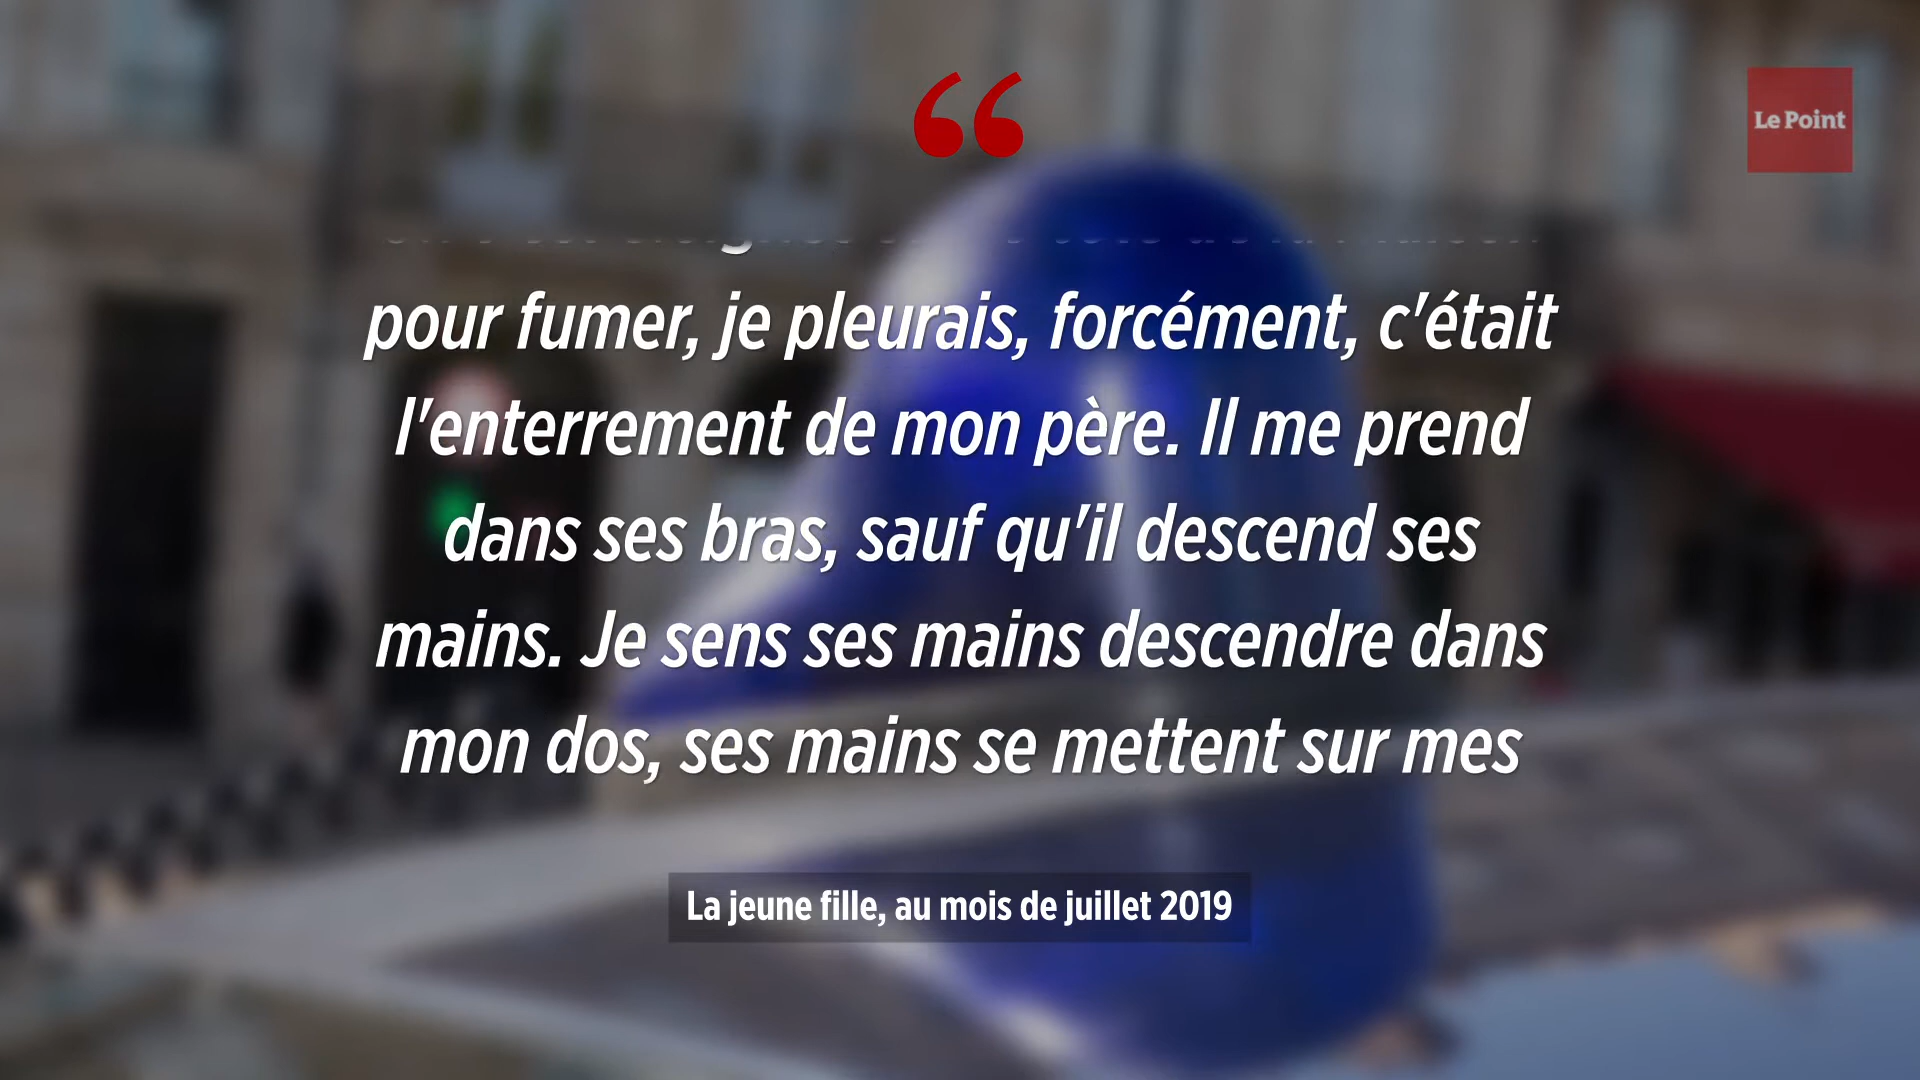 Le Point
pour fumer, je pleurais, forcément, c'était
l'enterrement de mon père. Il me prend
dans ses bras, sauf qu'il descend ses
mains. Je sens ses mains descendre dans
mon dos, ses mains se mettent sur mes
La jeune fille, au mois de juillet 2019